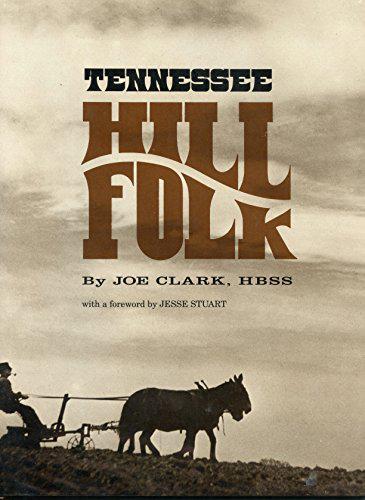 TENNESSEE
HILL
FOLK
By JOE CLARK, HBSS
with a foreword by JESSE STUART